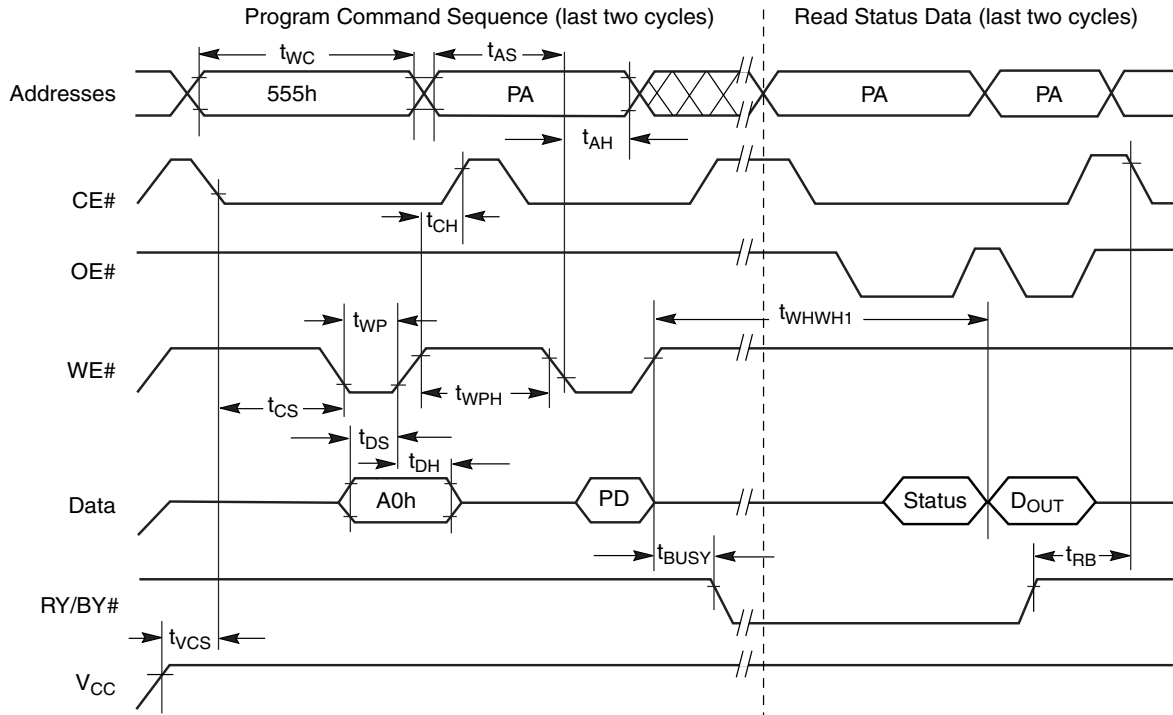 Program Command Sequence (last two cycles)
Read Status Data (last two cycles)
tWC
tAS
Addresses
555h
PA
PA
PA
tAH
CE#
tCH
OE#
tWP
tWHWH1
WE#
tCS
tWPH
tDS
tDH
Data
A0h
PD
Status
DOUT
tBUSY
tRB
RY/BY#
tVCS
VCC